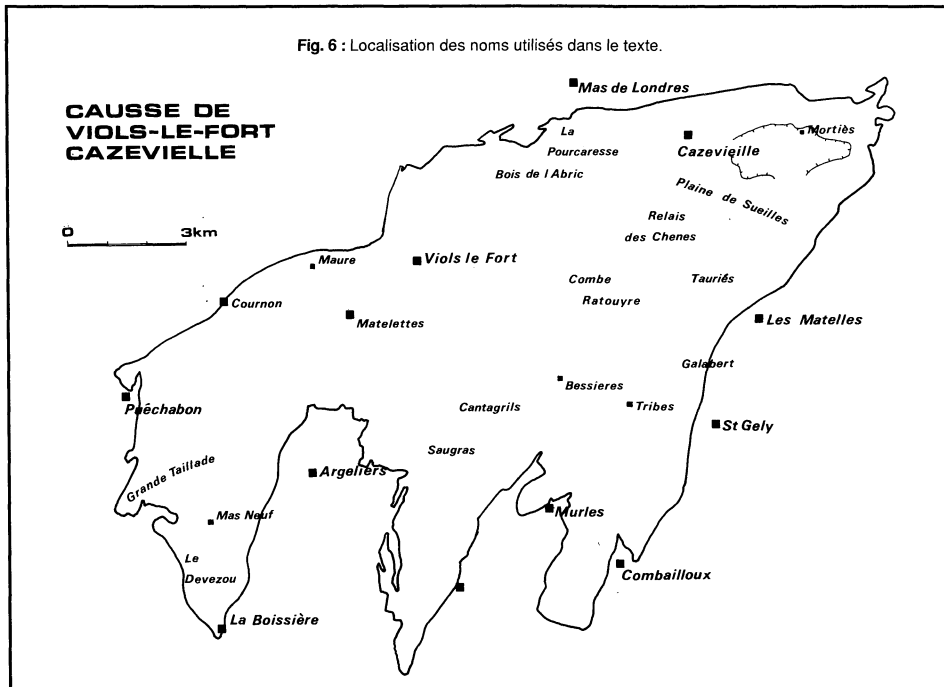 Fig. 6 : Localisation des noms utilisés dans le texte.
CAUSSE DE
VIOLS-LE-FORT
CAZEVIELLE
0 3km
Mas de Londres
La
Pourcaresse
Bois de l Abric
Cazevieille
Mortiès
Plaine de Sueilles
Relais
des Chenes
Maure
Viols le Fort
Combe
Ratouyre
Tauriés
Cournon
Matelettes
Les Matelles
Galabert
Bessieres
Puéchabon
Cantagrils
Tribes
St Gely
Saugras
Grande Taillade
Argeliers
Mas Neuf
Murles
Le
Devezou
Combailloux
La Boissière